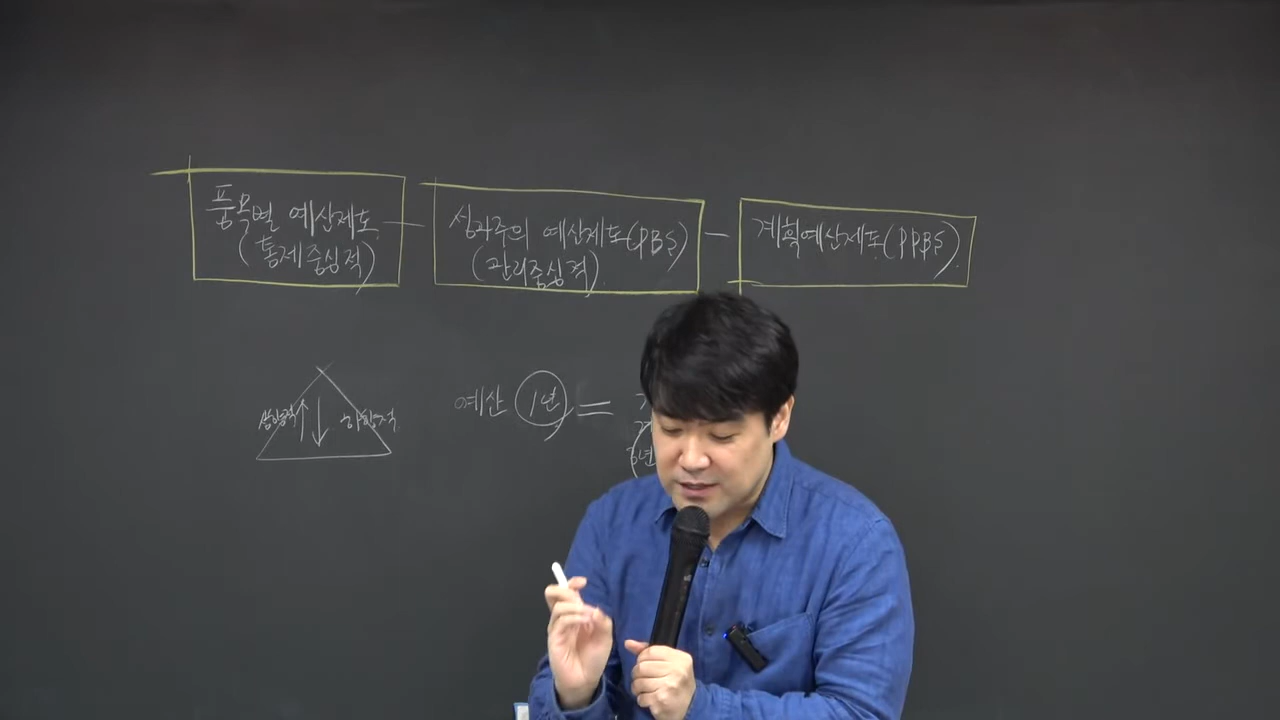 품목별 예산제도
(통제중심적)
성과주의 예산제도(PBS)
(관리중심적)
계획예산제도(PPBS)
상향적
하향적
예산 1년 =
3년